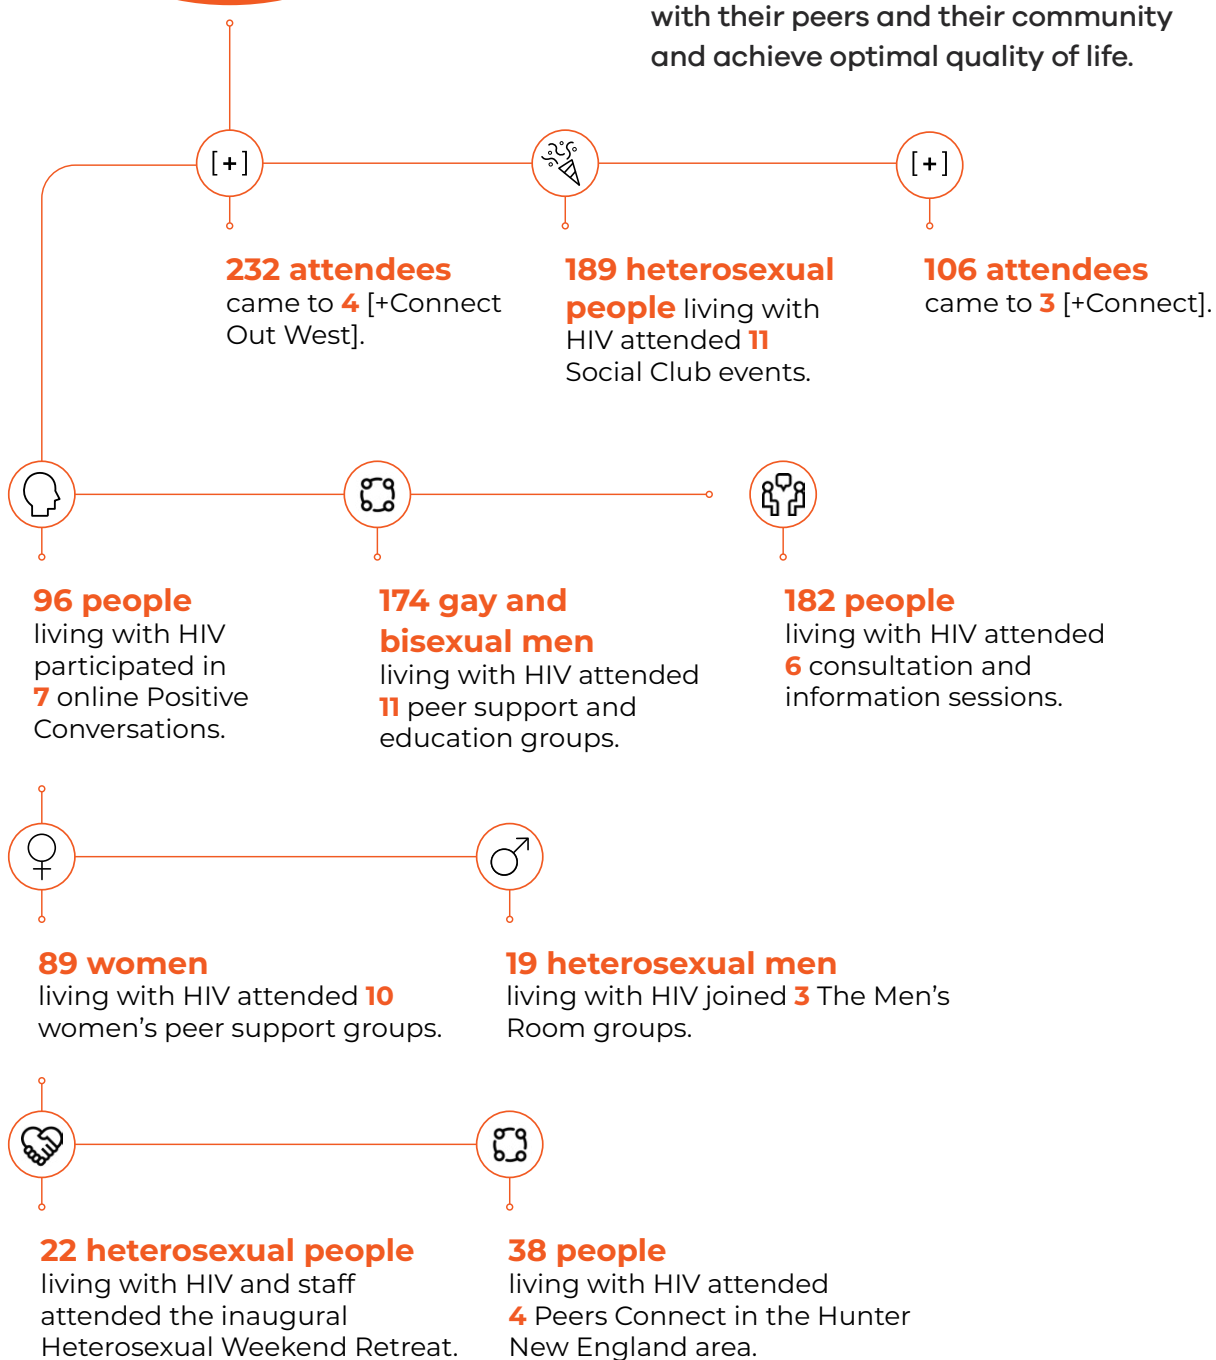 with their peers and their community
and achieve optimal quality of life.
[+]
[+]
232 attendees
came to 4 [+Connect
Out West].
189 heterosexual
people living with
HIV attended 11
Social Club events.
106 attendees
came to 3 [+Connect].
96 people
living with HIV
participated in
7 online Positive
Conversations.
174 gay and
bisexual men
living with HIV attended
11 peer support and
education groups.
182 people
living with HIV attended
6 consultation and
information sessions.
89 women
living with HIV attended 10
women's peer support groups.
19 heterosexual men
living with HIV joined 3 The Men's
Room groups.
22 heterosexual people
living with HIV and staff
attended the inaugural
Heterosexual Weekend Retreat.
38 people
living with HIV attended
4 Peers Connect in the Hunter
New England area.